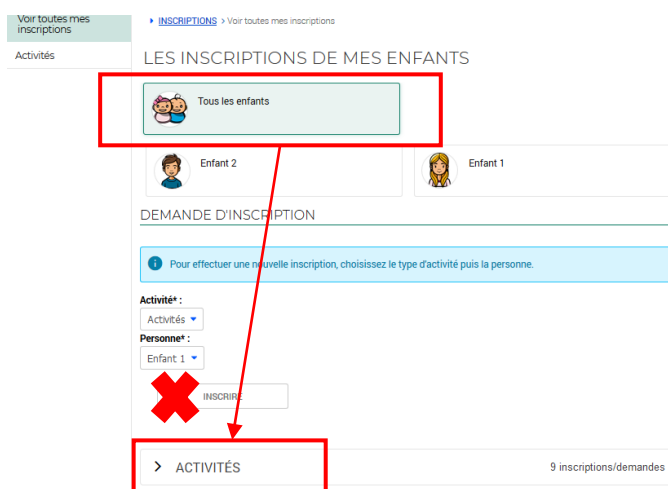 Voir toutes mes
inscriptions
Activités
INSCRIPTIONS > Voir toutes mes inscriptions
LES INSCRIPTIONS DE MES ENFANTS
Tous les enfants
Enfant 2
Enfant 1
DEMANDE D'INSCRIPTION
Pour effectuer une nouvelle inscription, choisissez le type d'activité puis la personne.
Activité* :
Activités
Personne* :
Enfant 1
INSCRIRE
ACTIVITÉS
9 inscriptions/demandes